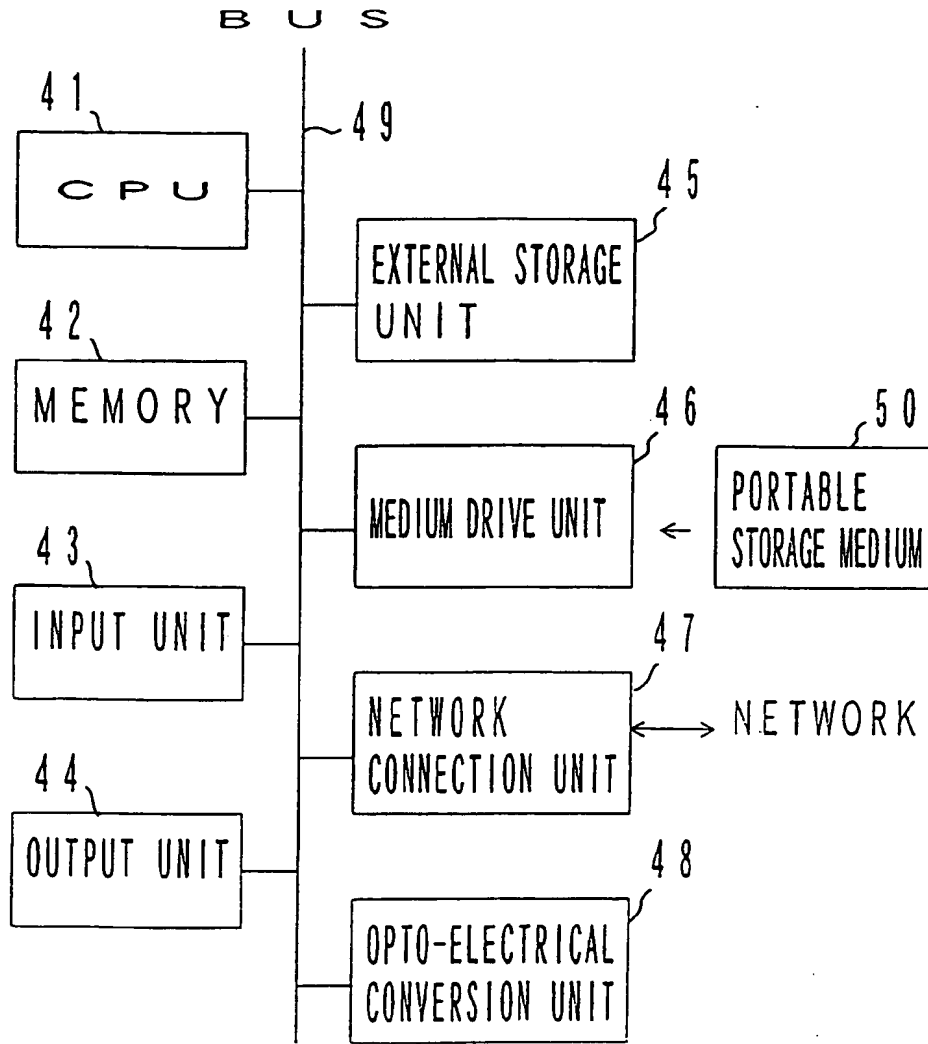 BUS
41
49
CPU
45
EXTERNAL STORAGE
UNIT
42
MEMORY
46
50
MEDIUM DRIVE UNIT
PORTABLE
STORAGE MEDIUM
43
INPUT UNIT
47
NETWORK
CONNECTION UNIT
NETWORK
44
OUTPUT UNIT
48
OPTO-ELECTRICAL
CONVERSION UNIT